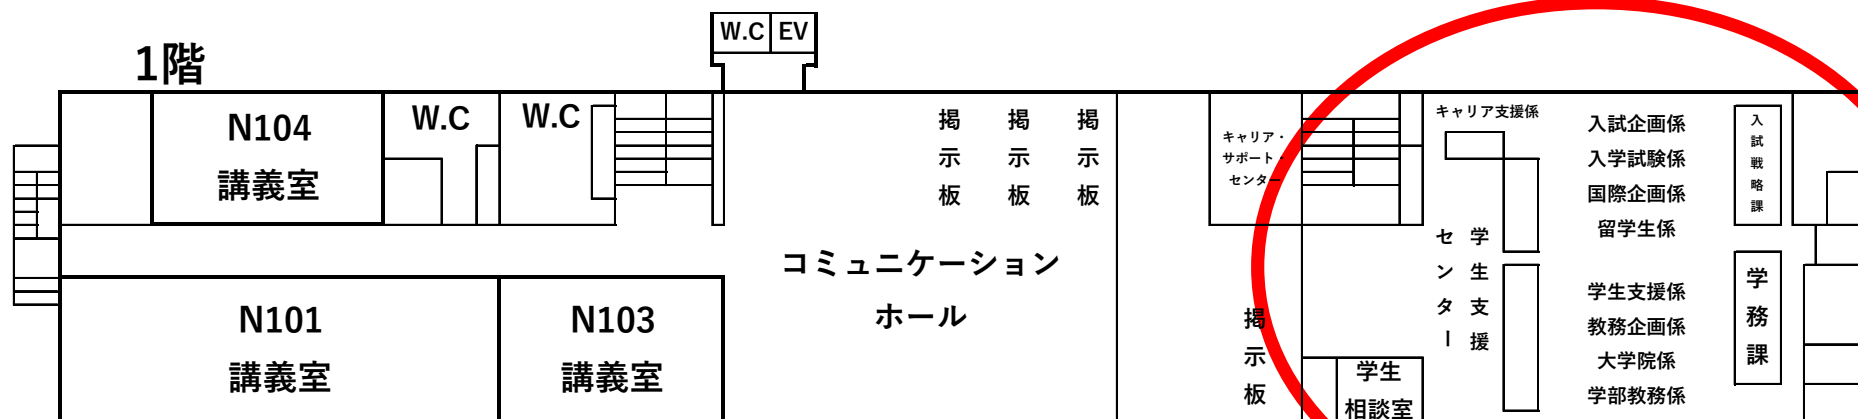 W.C EV
1階
N104
講義室
W.C
W.C
掲示板
掲示板
掲示板
キャリア・
サポート・
センター
キャリア支援係
入試企画係
入学試験係
国際企画係
留学生係
入試戦略課
コミュニケーション
ホール
学生支援
センター
N101
講義室
N103
講義室
掲示板
学生
相談室
学生支援係
教務企画係
大学院係
学部教務係
学務課